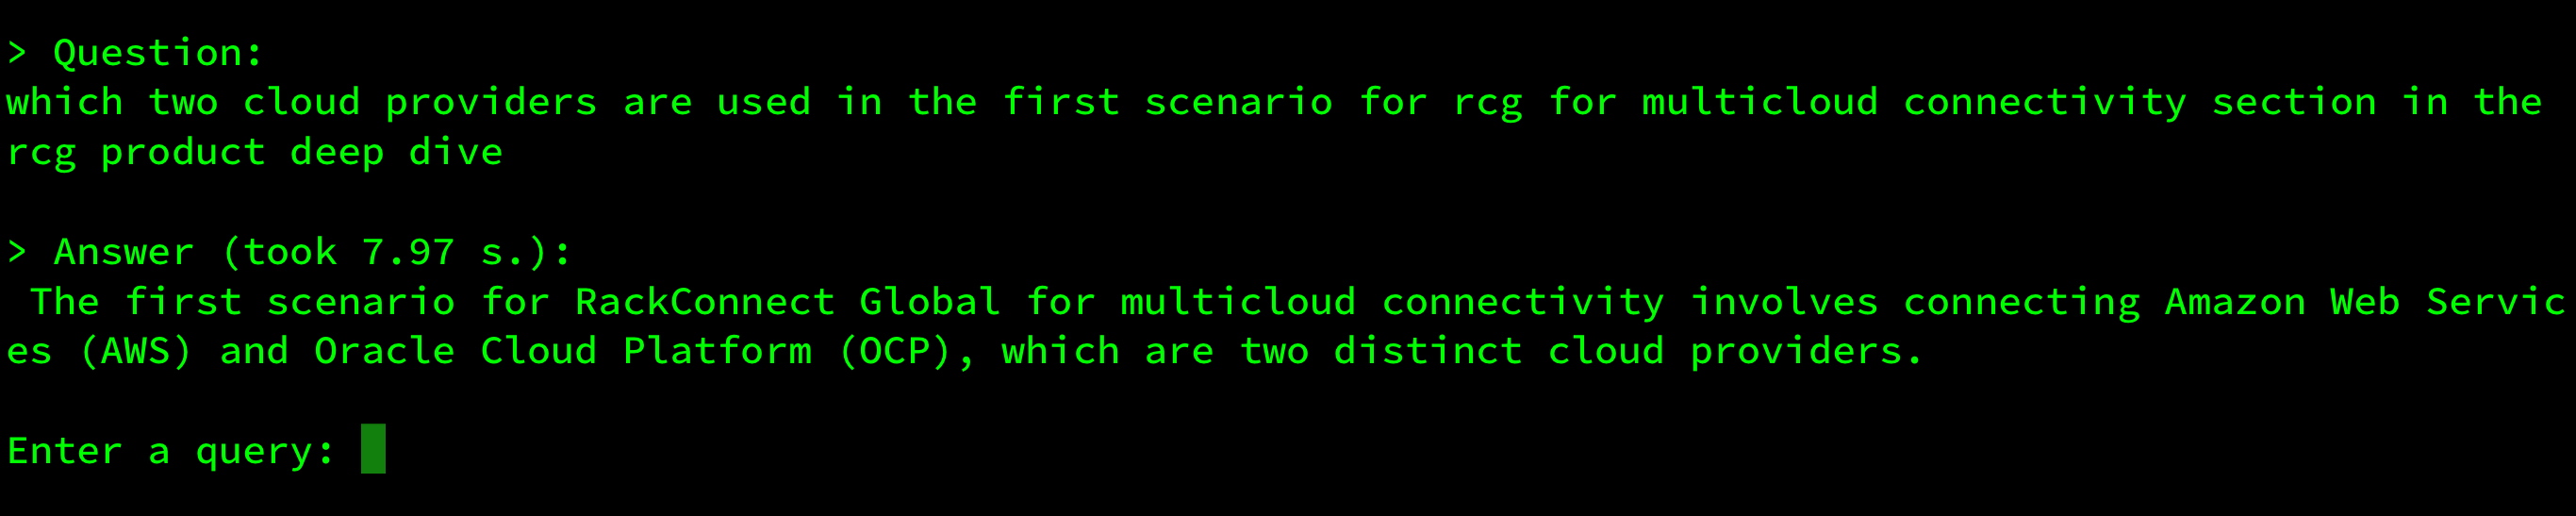 > Question:
which two cloud providers are used in the first scenario for rcg for multicloud connectivity section in the
rcg product deep dive
> Answer (took 7.97 s.):
The first scenario for RackConnect Global for multicloud connectivity involves connecting Amazon Web Servic
es (AWS) and Oracle Cloud Platform (OCP), which are two distinct cloud providers.
Enter a query: